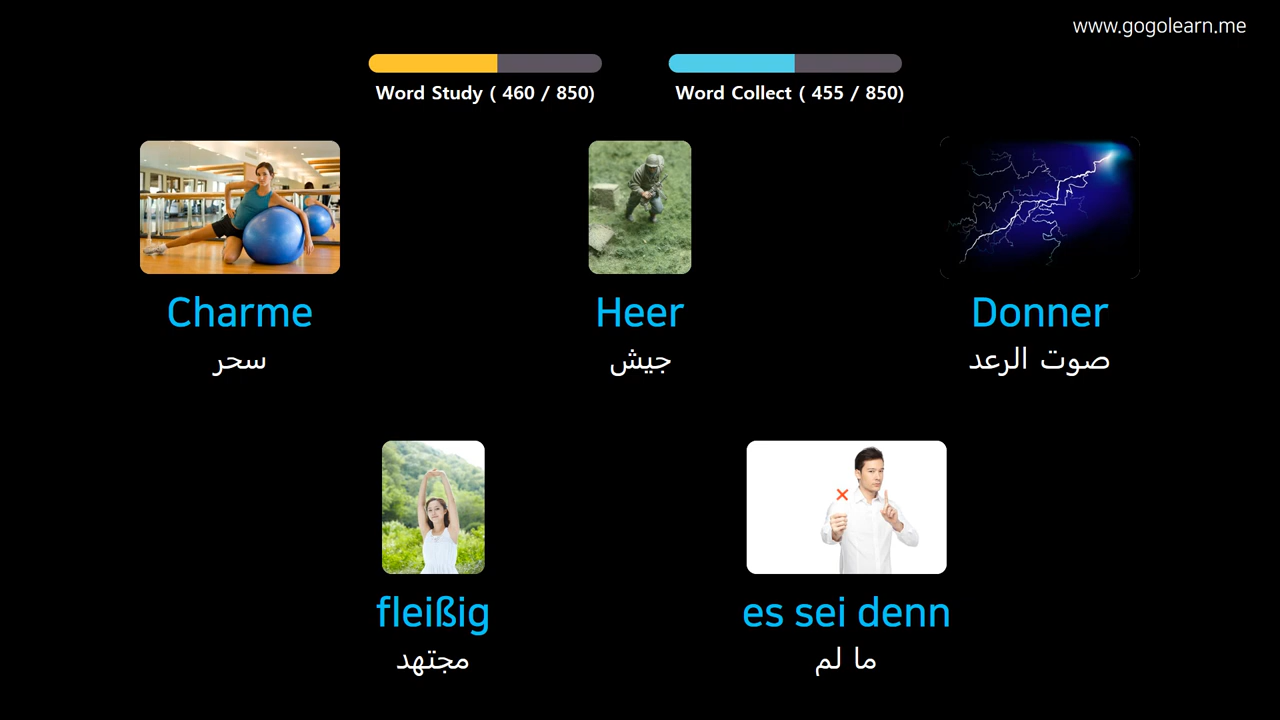 www.gogolearn.me
Word Study ( 460 / 850)
Word Collect ( 455 / 850)
Charme
سحر
Heer
جيش
Donner
صوت الرعد
fleißig
مجتهد
es sei denn
ما لم